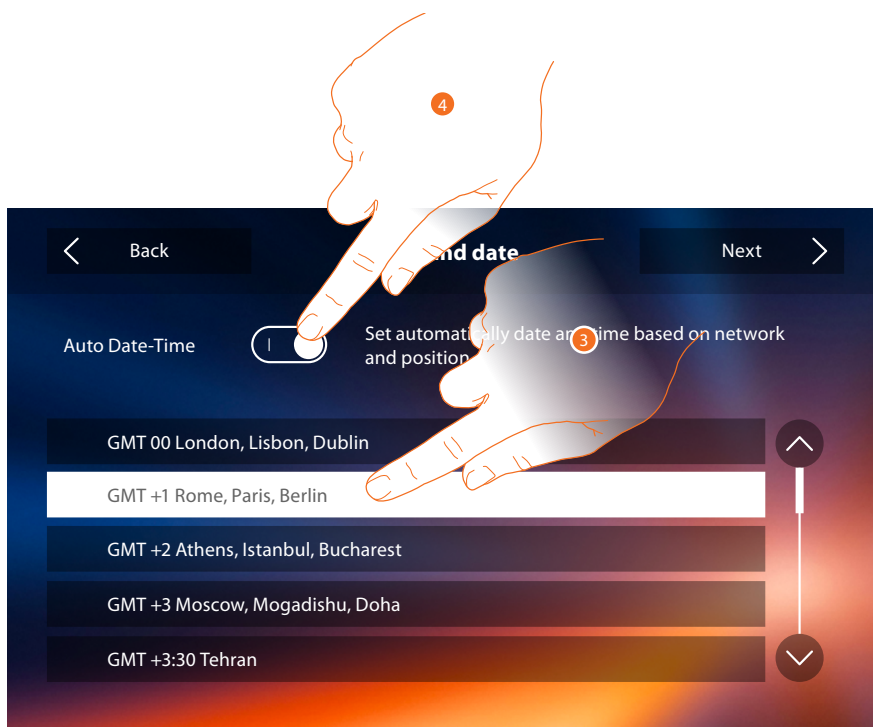 4
Back
nd date
Next
Auto Date-Time
Set automatically date an time based on network
and position
3
GMT 00 London, Lisbon, Dublin
GMT +1 Rome, Paris, Berlin
GMT +2 Athens, Istanbul, Bucharest
GMT +3 Moscow, Mogadishu, Doha
GMT +3:30 Tehran